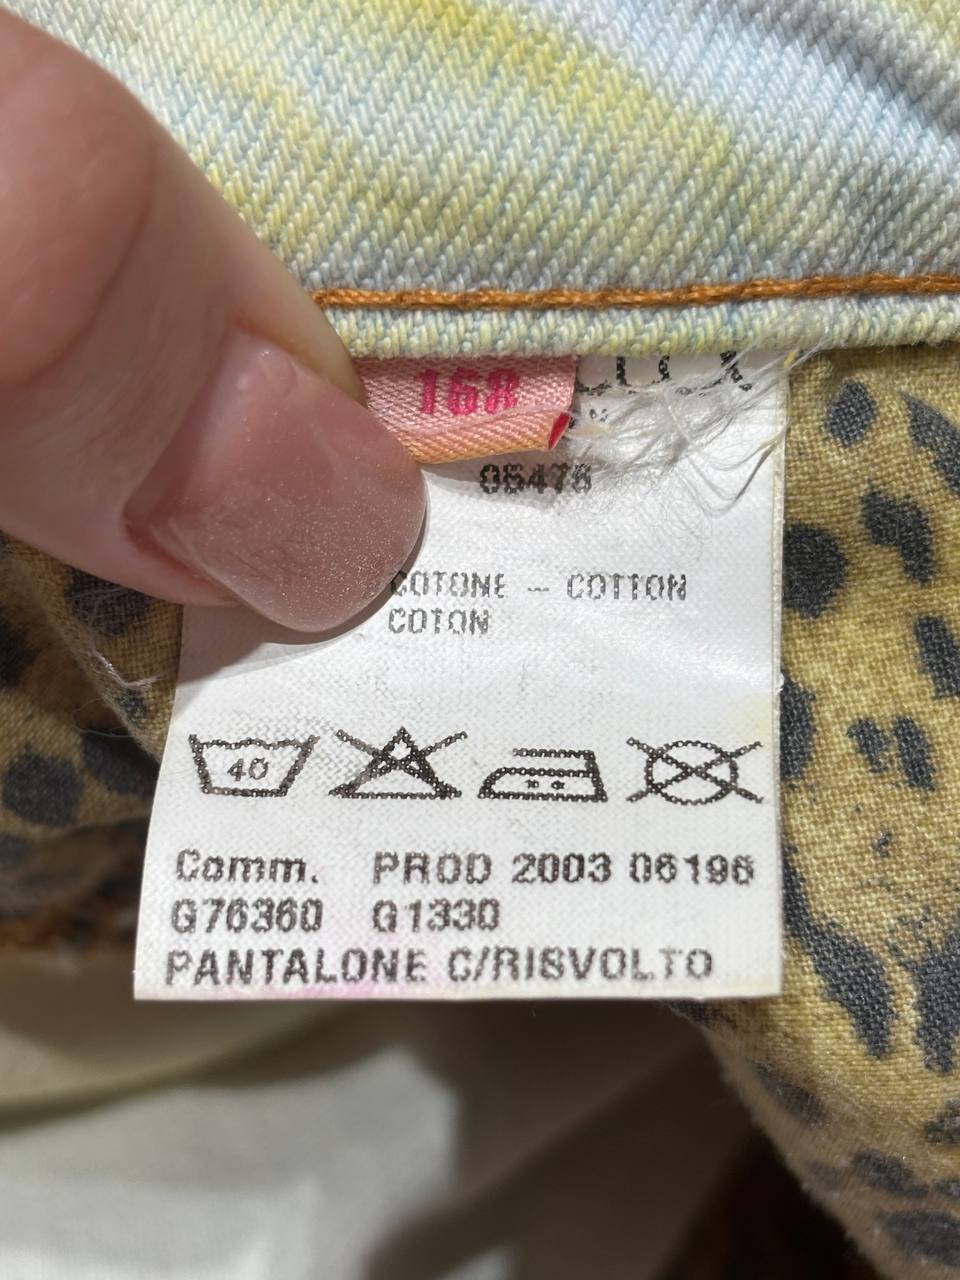 168
06476
COTONE - COTTON
COTON
40
Comm. PROD 2003 06196
G76360 G1330
PANTALONE C/RISVOLTO